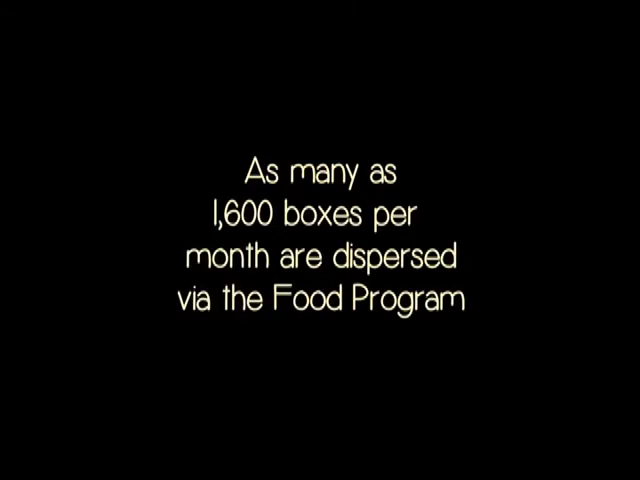 As many as
1,600 boxes per
month are dispersed
via the Food Program